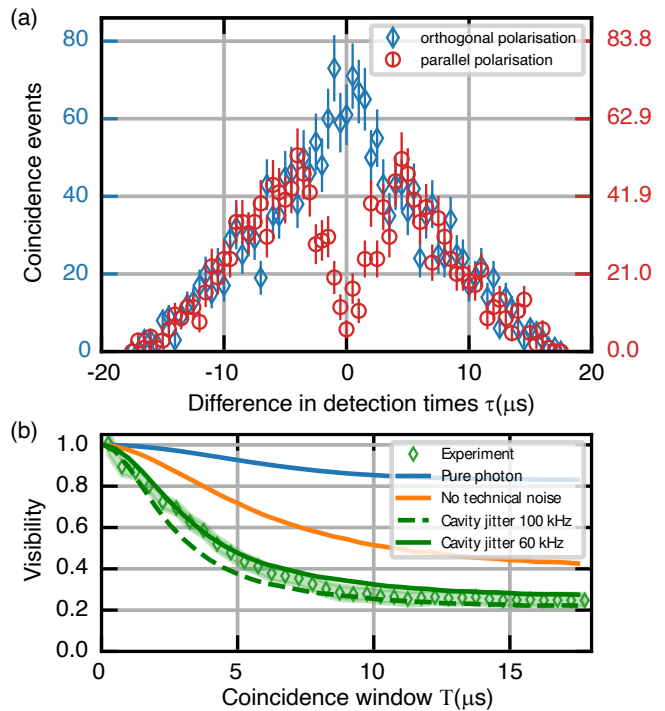 (a)
80
60
40
20
0
Coincidence events
orthogonal polarisation
parallel polarisation
83.8
62.9
41.9
21.0
0.0
-20
-10
0
10
20
Difference in detection times τ(μs)
(b)
1.0
0.8
0.6
0.4
0.2
0.0
Visibility
Experiment
Pure photon
No technical noise
Cavity jitter 100 kHz
Cavity jitter 60 kHz
0
5
10
15
Coincidence window T(μs)